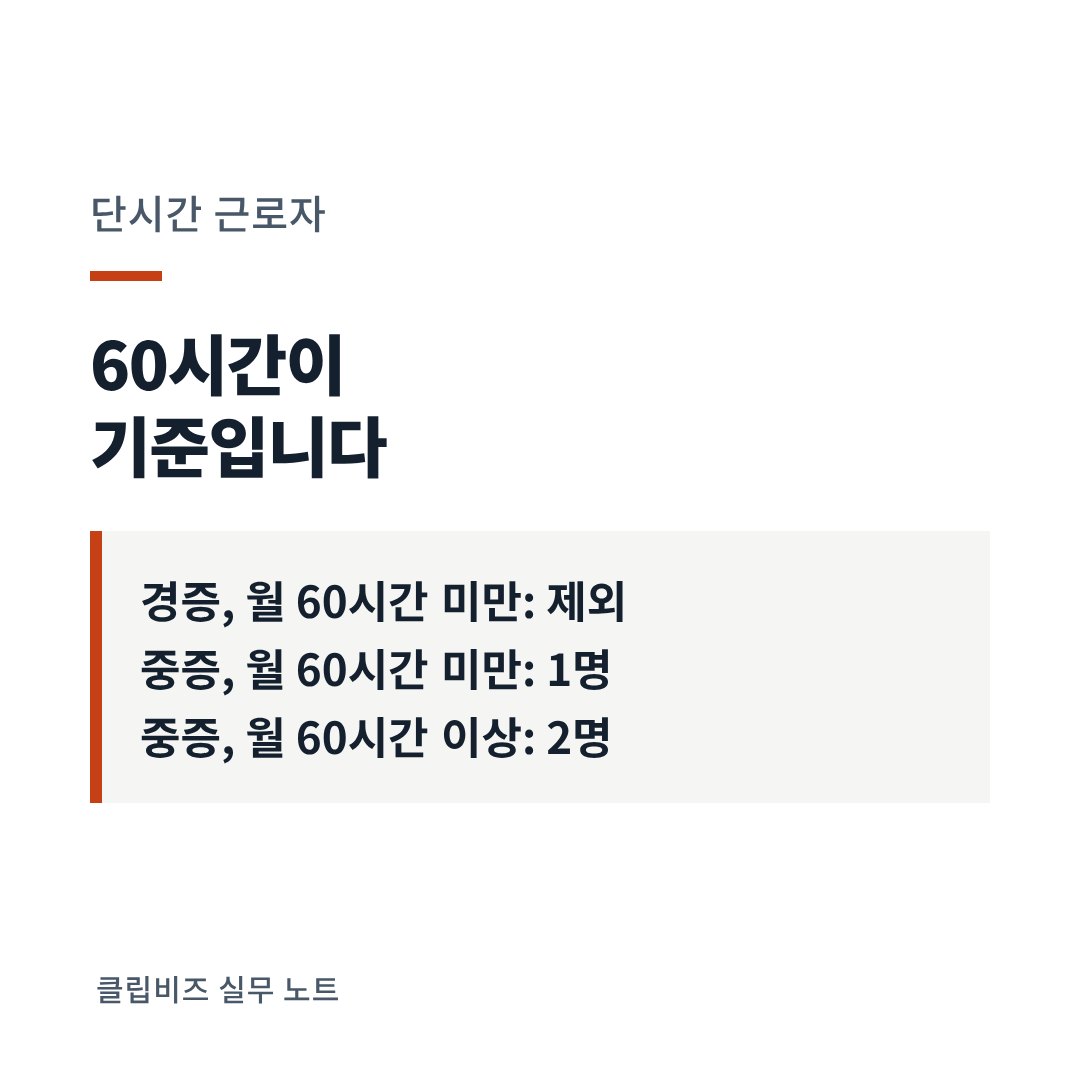 단시간 근로자
60시간이
기준입니다
경증, 월 60시간 미만: 제외
중증, 월 60시간 미만: 1명
중증, 월 60시간 이상: 2명
클립비즈 실무 노트